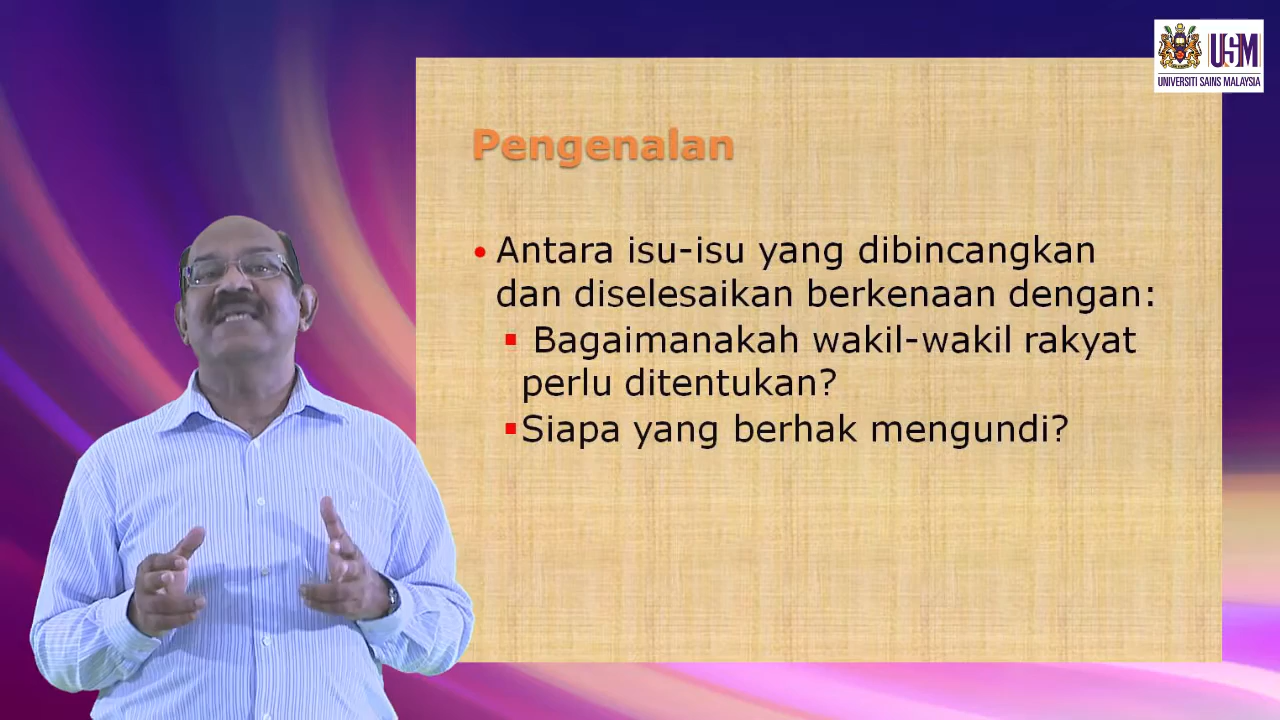 USM
UNIVERSITI SAINS MALAYSIA
Pengenalan
• Antara isu-isu yang dibincangkan
dan diselesaikan berkenaan dengan:
▪ Bagaimanakah wakil-wakil rakyat
perlu ditentukan?
▪Siapa yang berhak mengundi?